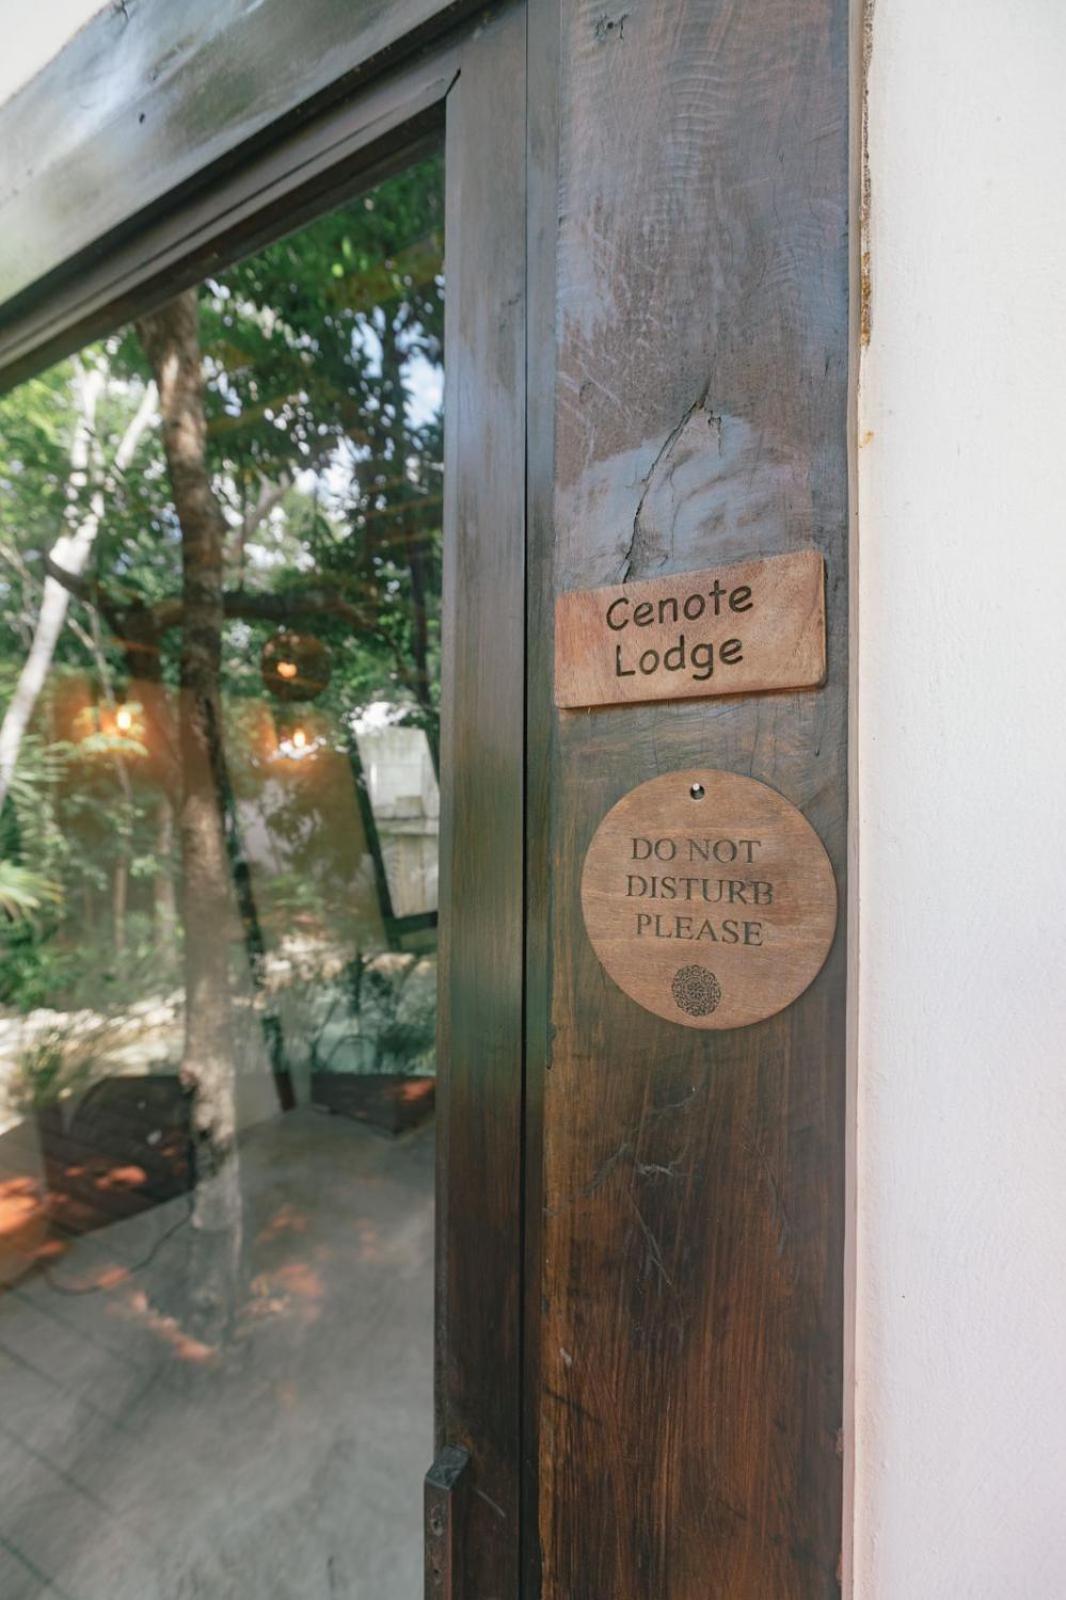 Cenote
Lodge
DO NOT
DISTURB
PLEASE